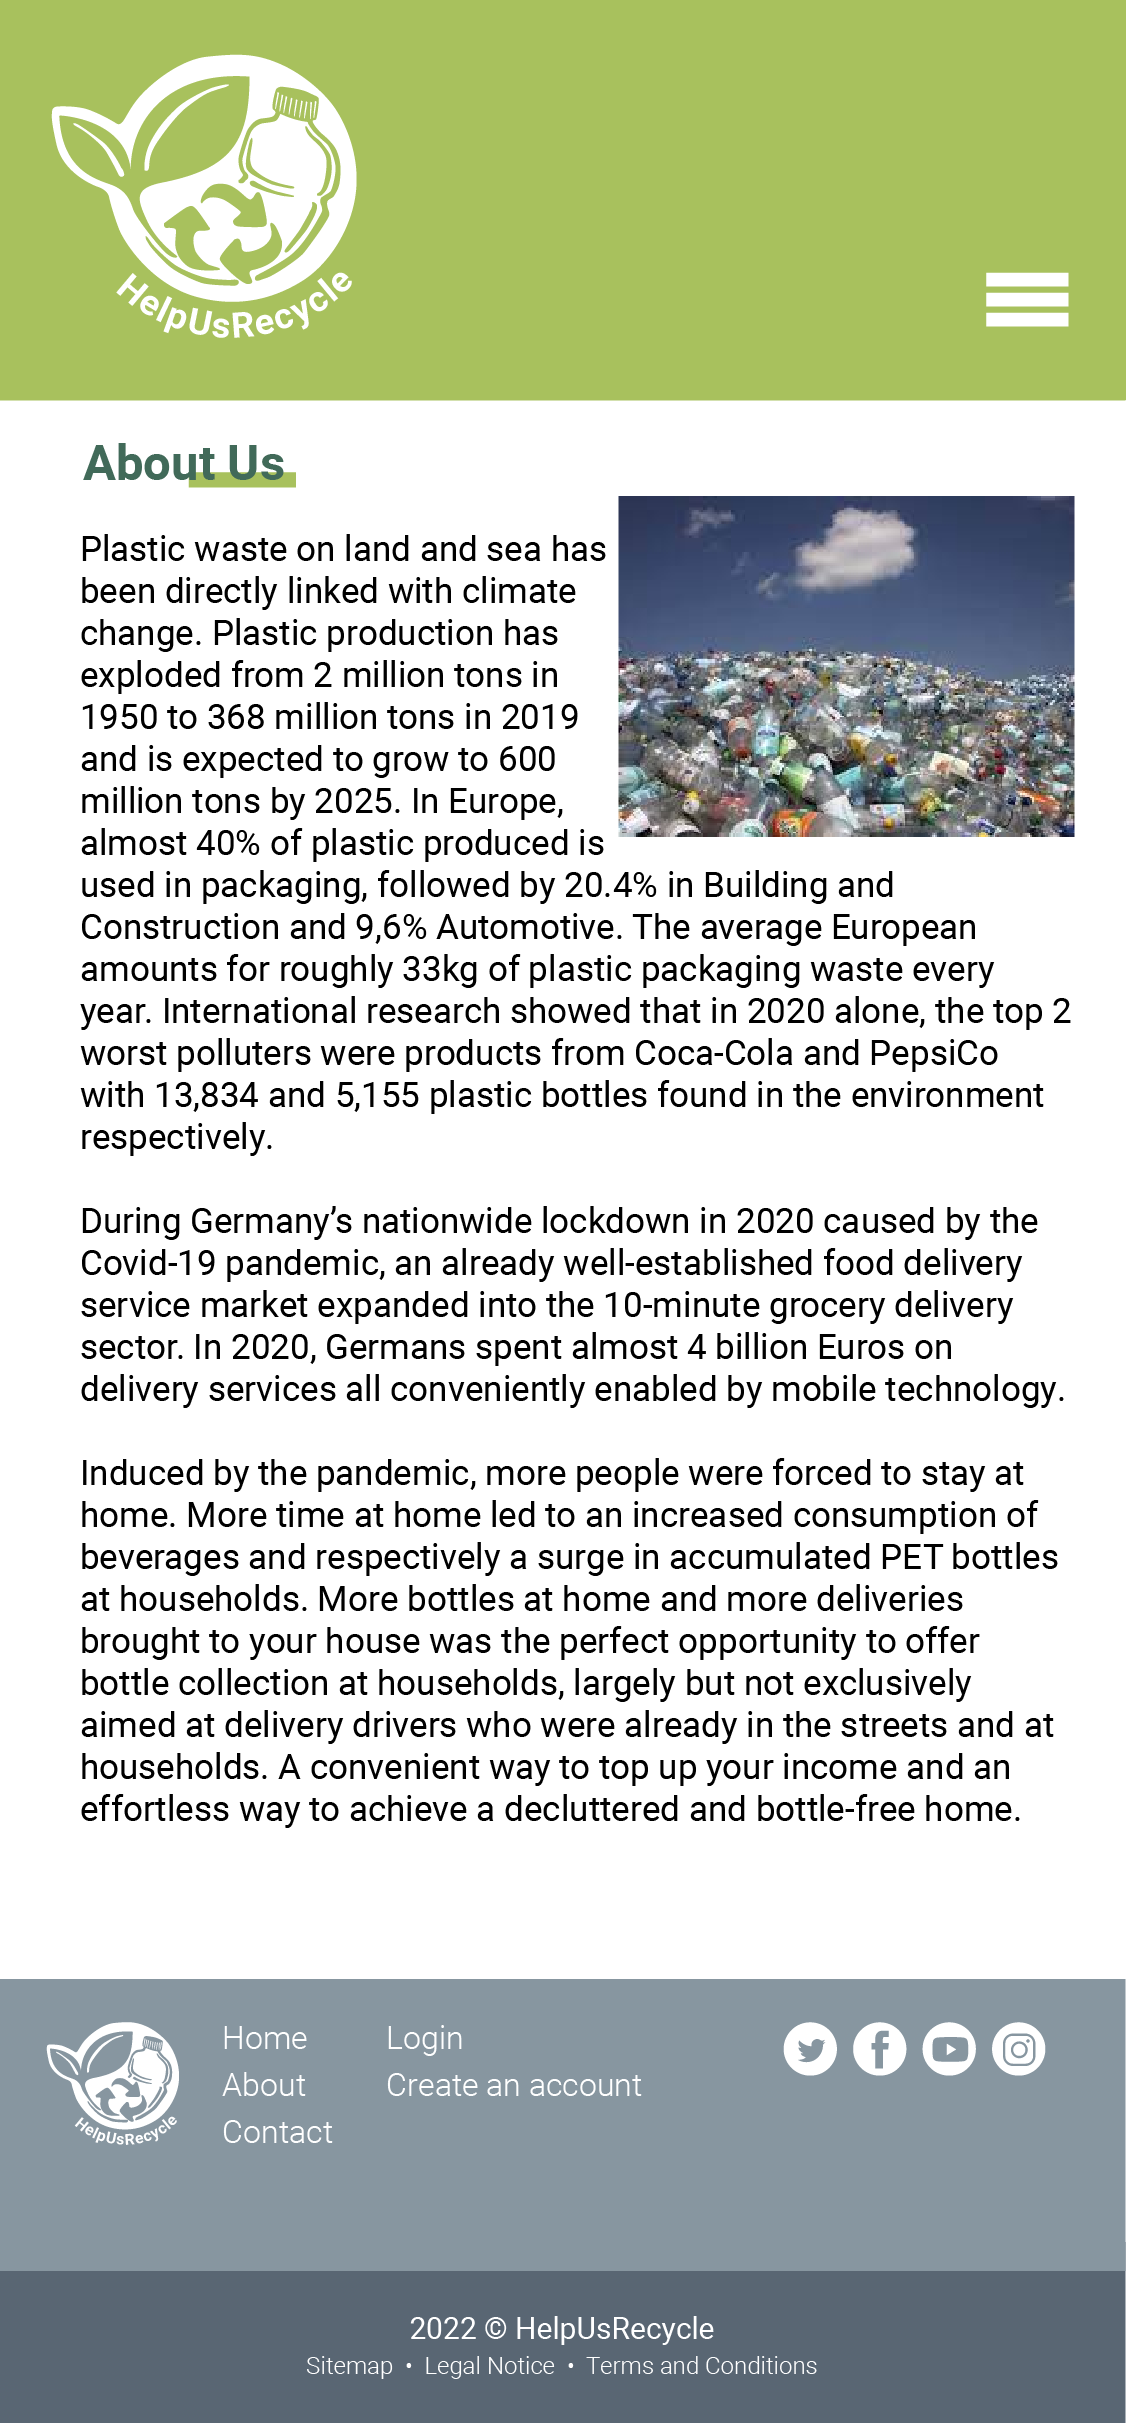 HelpUsRecycle
About Us
Plastic waste on land and sea has
been directly linked with climate
change. Plastic production has
exploded from 2 million tons in
1950 to 368 million tons in 2019
and is expected to grow to 600
million tons by 2025. In Europe,
almost 40% of plastic produced is
used in packaging, followed by 20.4% in Building and
Construction and 9,6% Automotive. The average European
amounts for roughly 33kg of plastic packaging waste every
year. International research showed that in 2020 alone, the top 2
worst polluters were products from Coca-Cola and PepsiCo
with 13,834 and 5,155 plastic bottles found in the environment
respectively.
During Germany’s nationwide lockdown in 2020 caused by the
Covid-19 pandemic, an already well-established food delivery
service market expanded into the 10-minute grocery delivery
sector. In 2020, Germans spent almost 4 billion Euros on
delivery services all conveniently enabled by mobile technology.
Induced by the pandemic, more people were forced to stay at
home. More time at home led to an increased consumption of
beverages and respectively a surge in accumulated PET bottles
at households. More bottles at home and more deliveries
brought to your house was the perfect opportunity to offer
bottle collection at households, largely but not exclusively
aimed at delivery drivers who were already in the streets and at
households. A convenient way to top up your income and an
effortless way to achieve a decluttered and bottle-free home.
HelpUsRecycle
Home
About
Contact
Login
Create an account
2022 © HelpUsRecycle
Sitemap • Legal Notice • Terms and Conditions